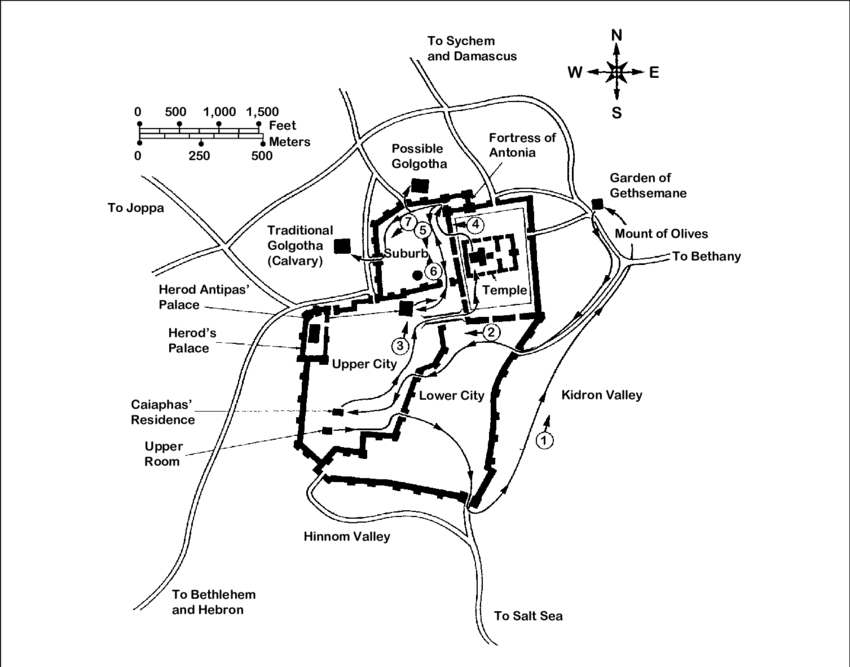 To Sychem
and Damascus
N
W
E
S
0 500 1,000 1,500
Feet
Meters
0 250 500
Possible
Golgotha
Fortress of
Antonia
Garden of
Gethsemane
To Joppa
Traditional
Golgotha
(Calvary)
7
5
4
Suburb
6
Mount of Olives
To Bethany
Herod Antipas'
Palace
Temple
Herod's
Palace
3
2
Upper City
Lower City
Kidron Valley
Caiaphas'
Residence
Upper
Room
1
Hinnom Valley
To Bethlehem
and Hebron
To Salt Sea